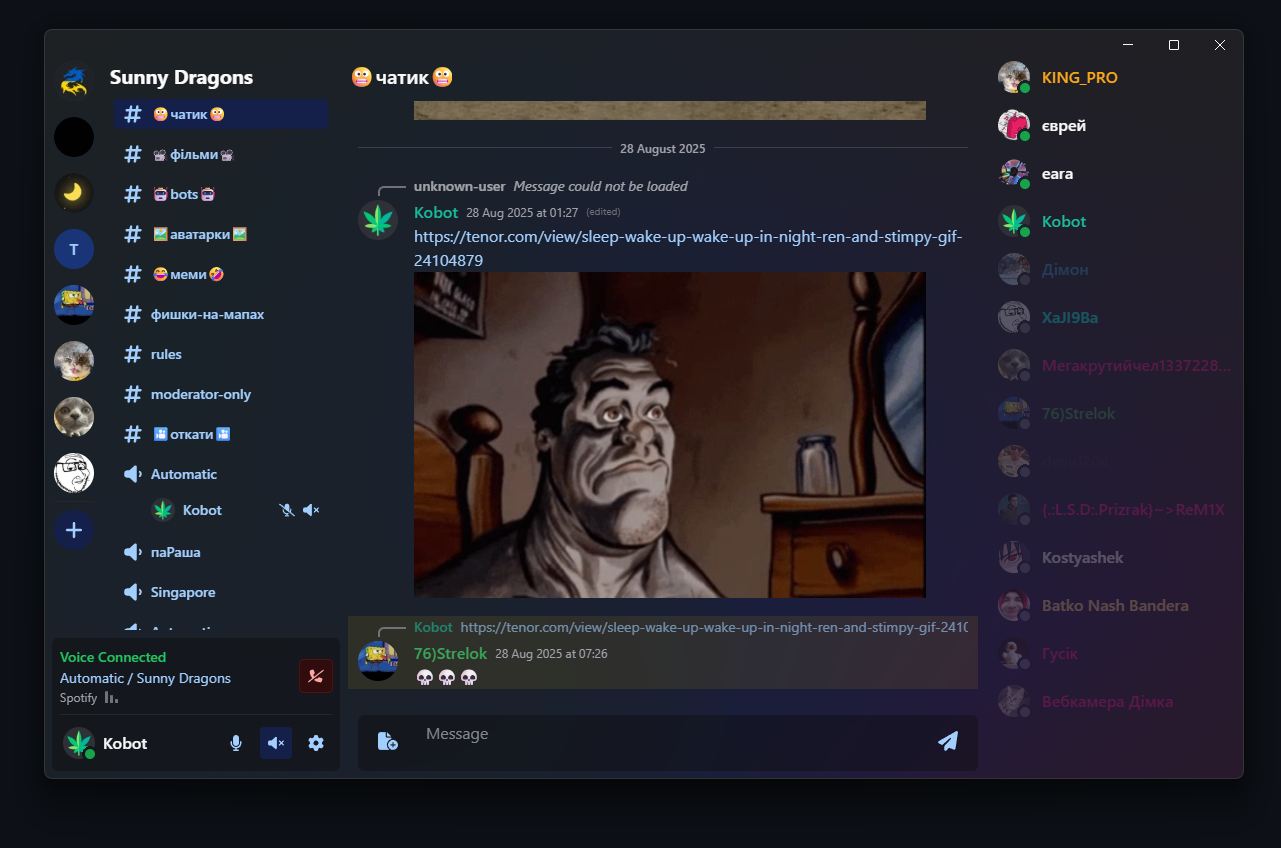 Sunny Dragons
T
# 😬чатик😬
# 📽️фільми📽️
# 🤖bots🤖
# 🖼️аватарки🖼️
# 😂меми🤣
# фишки-на-мапах
# rules
# moderator-only
# 🎦откати🎦
Automatic
Kobot
паРаша
Singapore
Voice Connected
Automatic / Sunny Dragons
Spotify
Kobot
😬чатик😬
28 August 2025
unknown-user Message could not be loaded
Kobot 28 Aug 2025 at 01:27 (edited)
https://tenor.com/view/sleep-wake-up-wake-up-in-night-ren-and-stimpy-gif-
24104879
Kobot https://tenor.com/view/sleep-wake-up-wake-up-in-night-ren-and-stimpy-gif-241
76)Strelok 28 Aug 2025 at 07:26
💀💀💀
Message
KING_PRO
єврей
eara
Kobot
Дімон
ХаJI9Ва
Мегакрутийчел1337228...
76)Strelok
{.:L.S.D:.Prizrak}~>ReM1X
Kostyashek
Batko Nash Bandera
Гусік
Вебкамера Дімка